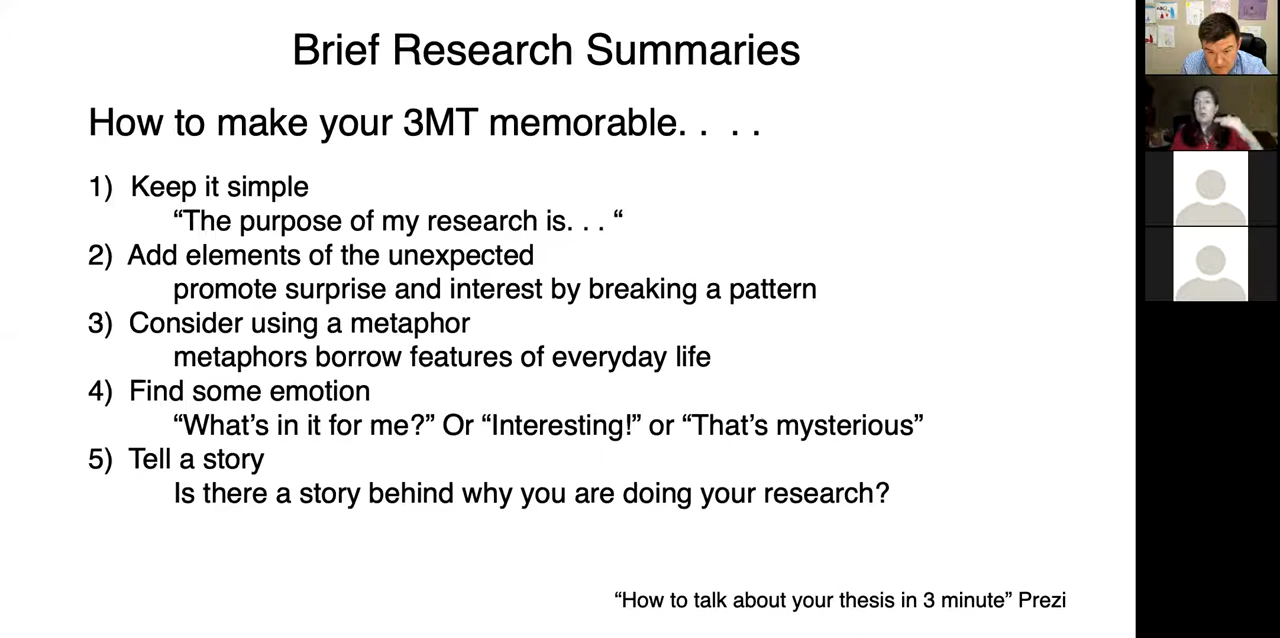 Brief Research Summaries
How to make your 3MT memorable. . . .
1) Keep it simple
“The purpose of my research is. . . “
2) Add elements of the unexpected
promote surprise and interest by breaking a pattern
3) Consider using a metaphor
metaphors borrow features of everyday life
4) Find some emotion
“What’s in it for me?” Or “Interesting!” or “That’s mysterious”
5) Tell a story
Is there a story behind why you are doing your research?
“How to talk about your thesis in 3 minute” Prezi